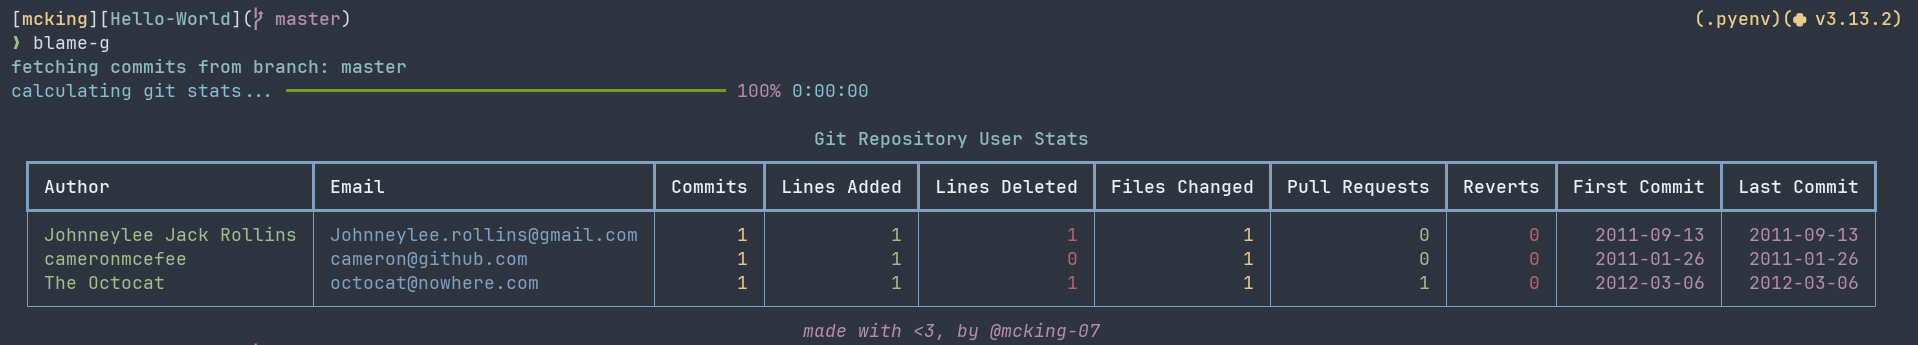 [mcking][Hello-World]( master) (.pyenv)( v3.13.2)
❱ blame-g
fetching commits from branch: master
calculating git stats... 100% 0:00:00
Git Repository User Stats
Author Email Commits Lines Added Lines Deleted Files Changed Pull Requests Reverts First Commit Last Commit
Johnneylee Jack Rollins Johnneylee.rollins@gmail.com 1 1 1 1 0 0 2011-09-13 2011-09-13
cameronmcefee cameron@github.com 1 1 0 1 0 0 2011-01-26 2011-01-26
The Octocat octocat@nowhere.com 1 1 1 1 1 0 2012-03-06 2012-03-06
made with <3, by @mcking-07